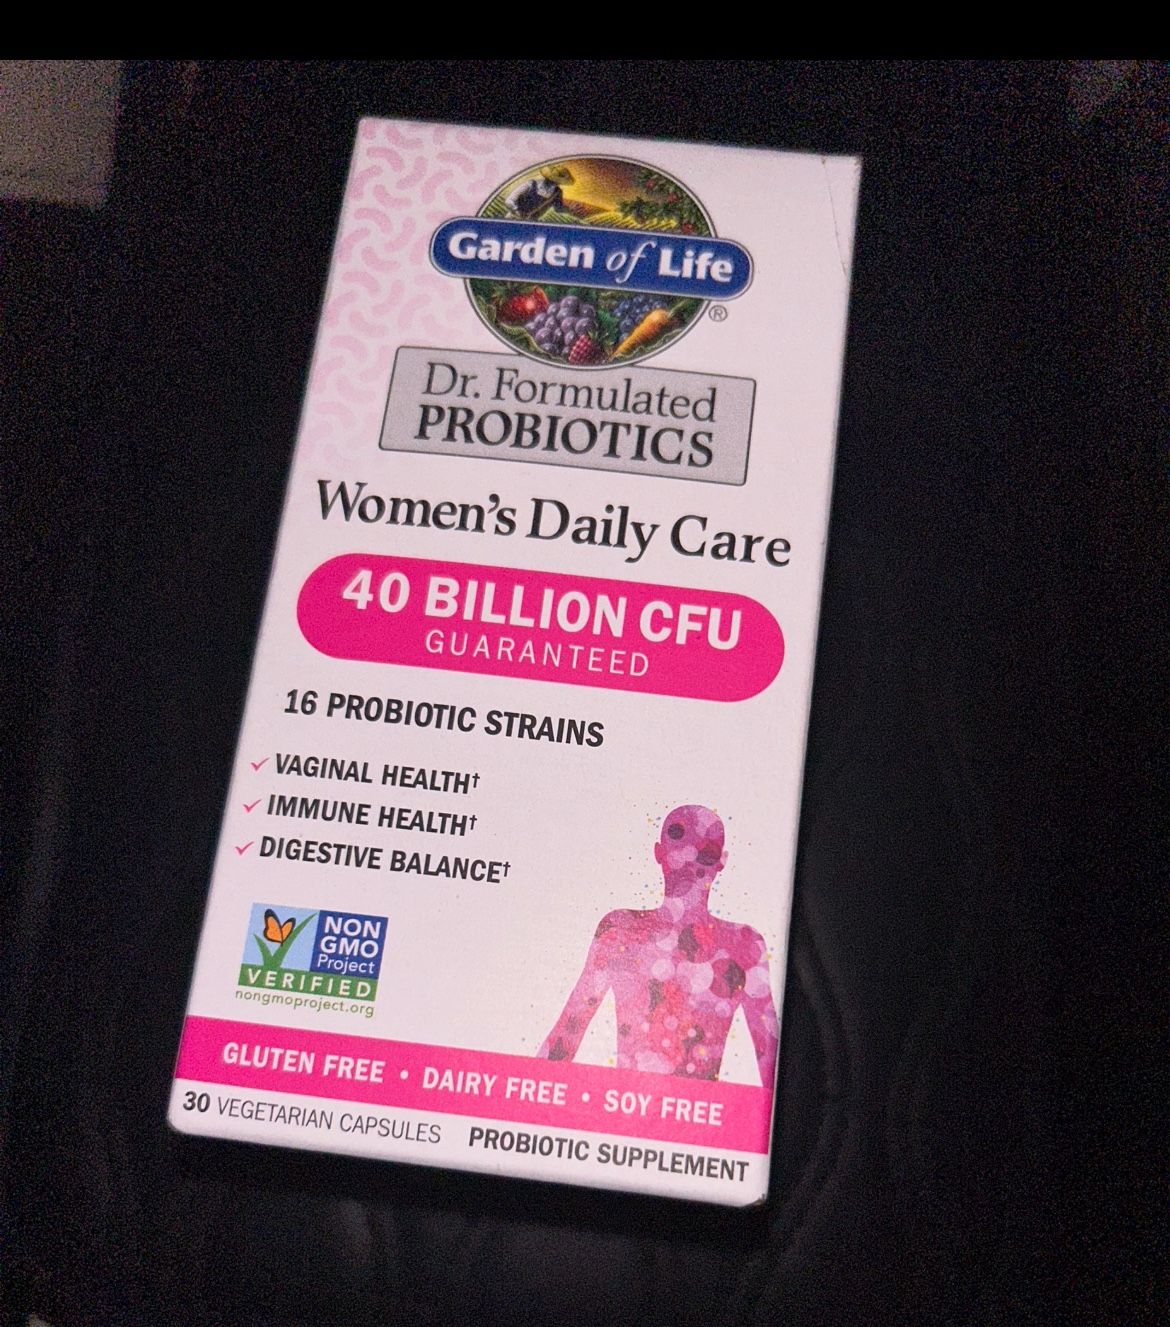 Garden of Life
®
Dr. Formulated
PROBIOTICS
Women's Daily Care
40 BILLION CFU
GUARANTEED
16 PROBIOTIC STRAINS
✓ VAGINAL HEALTH†
✓ IMMUNE HEALTH†
✓ DIGESTIVE BALANCE†
NON
GMO
Project
VERIFIED
nongmoproject.org
GLUTEN FREE • DAIRY FREE • SOY FREE
30 VEGETARIAN CAPSULES PROBIOTIC SUPPLEMENT